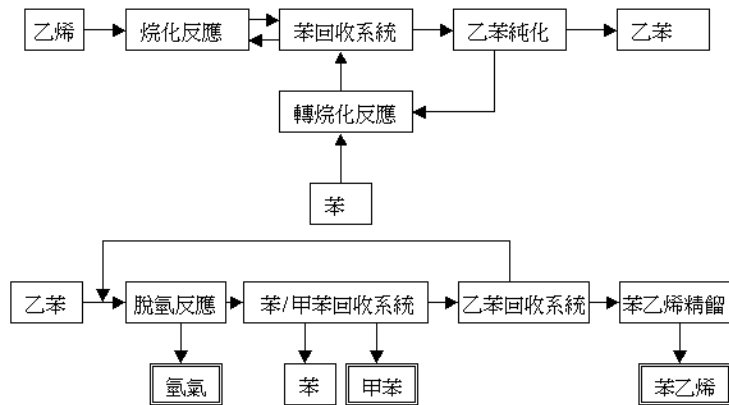 乙烯
烷化反應
苯回收系統
乙苯純化
乙苯
轉烷化反應
苯
乙苯
脫氫反應
苯/甲苯回收系統
乙苯回收系統
苯乙烯精餾
氫氣
苯
甲苯
苯乙烯